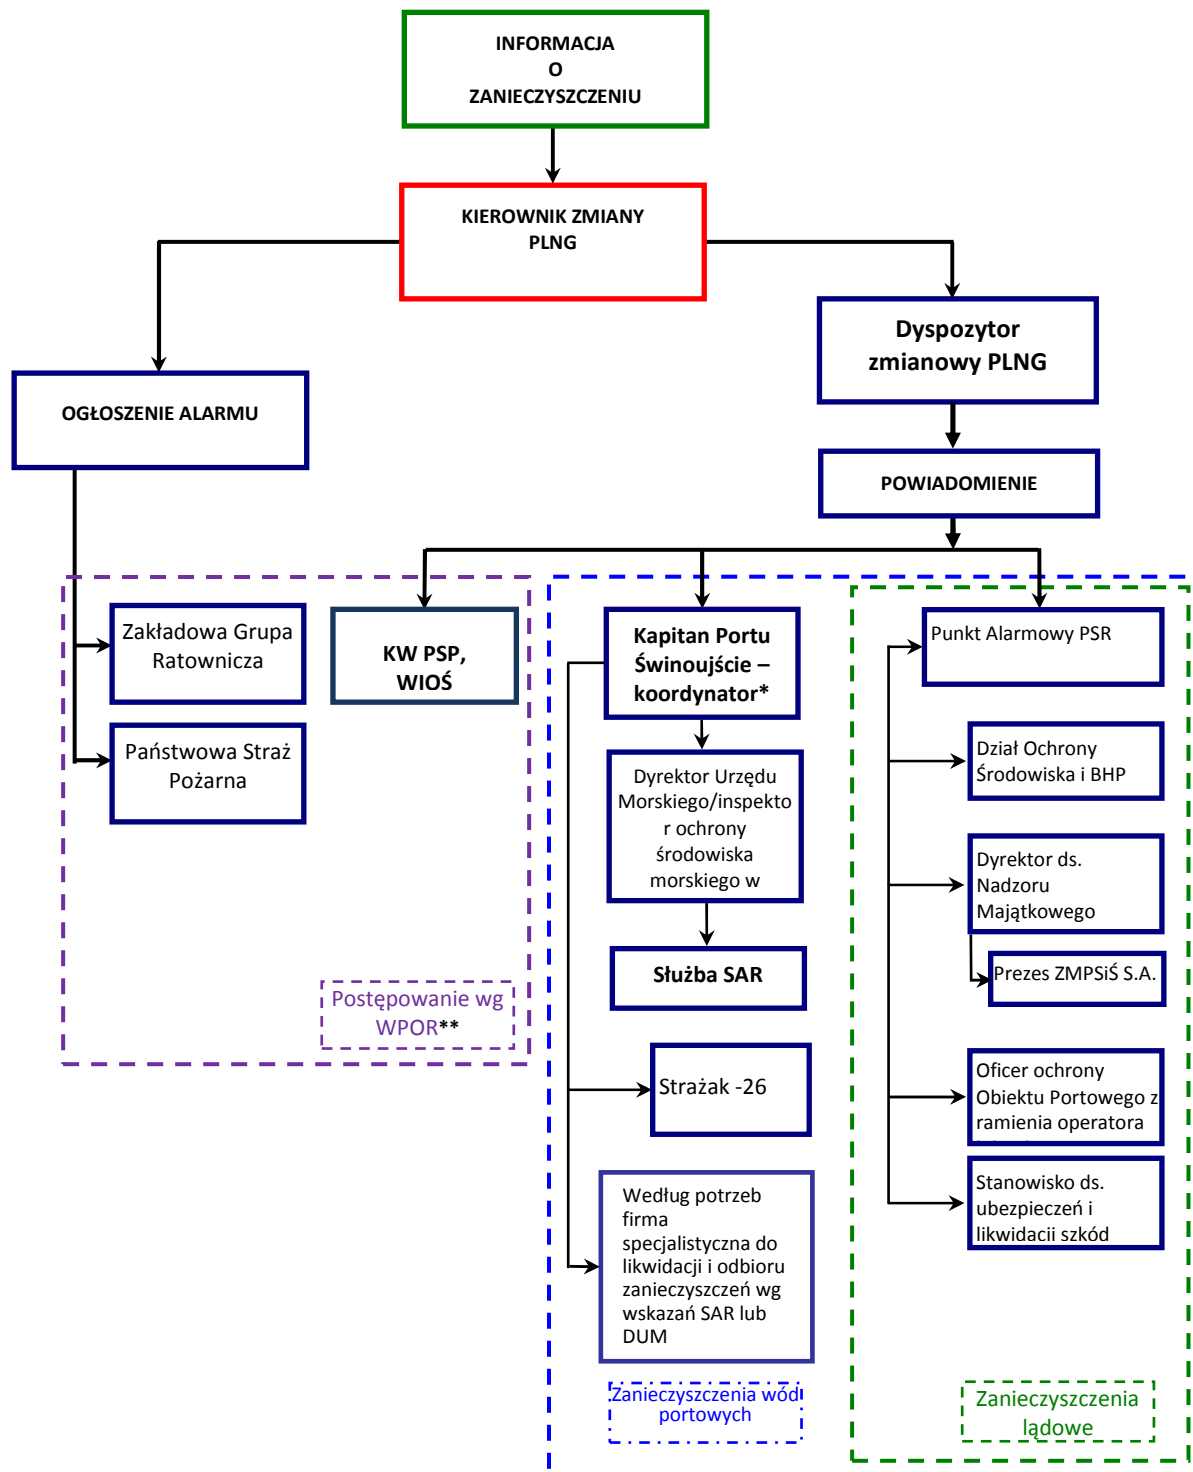 INFORMACJA
O
ZANIECZYSZCZENIU
KIEROWNIK ZMIANY
PLNG
Dyspozytor
zmianowy PLNG
OGŁOSZENIE ALARMU
POWIADOMIENIE
Zakładowa Grupa
Ratownicza
Państwowa Straż
Pożarna
KW PSP,
WIOŚ
Postępowanie wg
WPOR**
Kapitan Portu
Świnoujście –
koordynator*
Dyrektor Urzędu
Morskiego/inspekto
r ochrony
środowiska
morskiego w
Służba SAR
Strażak -26
Według potrzeb
firma
specjalistyczna do
likwidacji i odbioru
zanieczyszczeń wg
wskazań SAR lub
DUM
Zanieczyszczenia wód
portowych
Punkt Alarmowy PSR
Dział Ochrony
Środowiska i BHP
Dyrektor ds.
Nadzoru
Majątkowego
Prezes ZMPSiŚ S.A.
Oficer ochrony
Obiektu Portowego z
ramienia operatora
Stanowisko ds.
ubezpieczeń i
likwidacji szkód
Zanieczyszczenia
lądowe